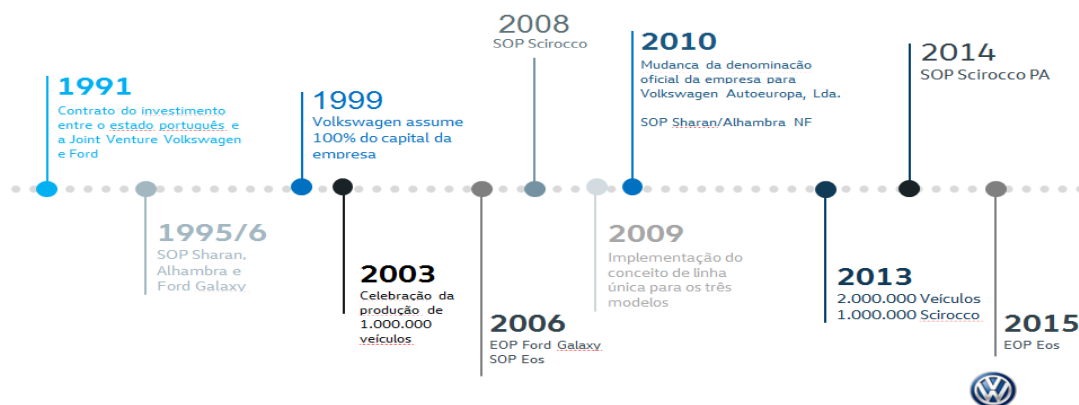 1991
Contrato do investimento
entre o estado português e
a Joint Venture Volkswagen
e Ford
1995/6
SOP Sharan,
Alhambra e
Ford Galaxy
1999
Volkswagen assume
100% do capital da
empresa
2003
Celebração da
produção de
1.000.000
veículos
2006
EOP Ford Galaxy
SOP Eos
2008
SOP Scirocco
2009
Implementação do
conceito de linha
única para os três
modelos
2010
Mudança da denominação
oficial da empresa para
Volkswagen Autoeuropa, Lda.
SOP Sharan/Alhambra NF
2013
2.000.000 Veículos
1.000.000 Scirocco
2014
SOP Scirocco PA
2015
EOP Eos